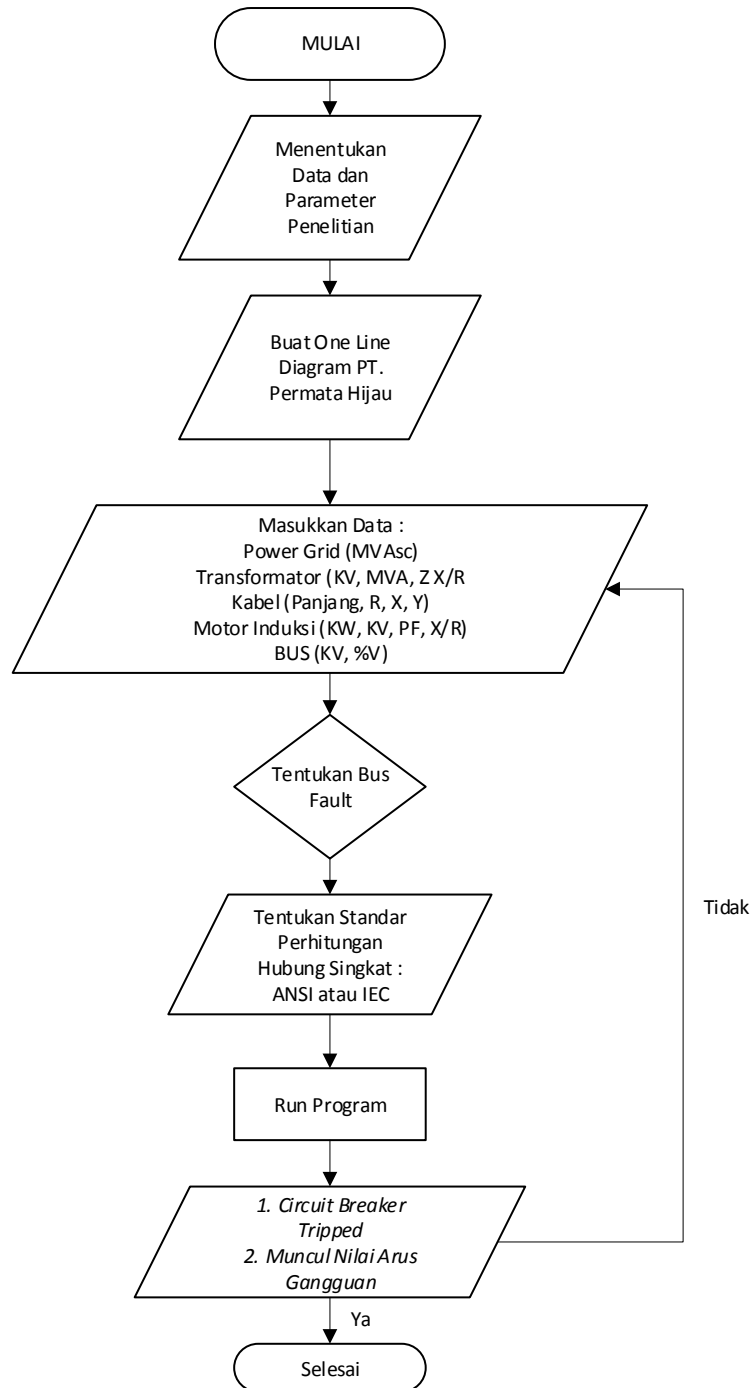 MULAI
Menentukan
Data dan
Parameter
Penelitian
Buat One Line
Diagram PT.
Permata Hijau
Masukkan Data :
Power Grid (MVAsc)
Transformator (KV, MVA, Z X/R
Kabel (Panjang, R, X, Y)
Motor Induksi (KW, KV, PF, X/R)
BUS (KV, %V)
Tentukan Bus
Fault
Tentukan Standar
Perhitungan
Hubung Singkat :
ANSI atau IEC
Tidak
Run Program
1. Circuit Breaker
Tripped
2. Muncul Nilai Arus
Gangguan
Ya
Selesai